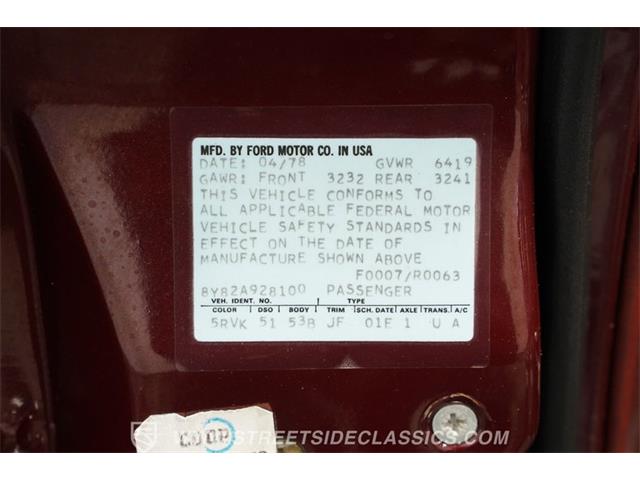 MFD. BY FORD MOTOR CO. IN USA
DATE: 04/78 GVWR 6419
GAWR: FRONT 3232 REAR 3241
THIS VEHICLE CONFORMS TO
ALL APPLICABLE FEDERAL MOTOR
VEHICLE SAFETY STANDARDS IN
EFFECT ON THE DATE OF
MANUFACTURE SHOWN ABOVE
F0007/R0063
8Y82A928100 PASSENGER
VEH. IDENT. NO. TYPE
COLOR DSO BODY TRIM SCH. DATE AXLE TRANS. A/C
5RVK 51 53B JF 01E 1 U A
STREETSIDECLASSICS.COM